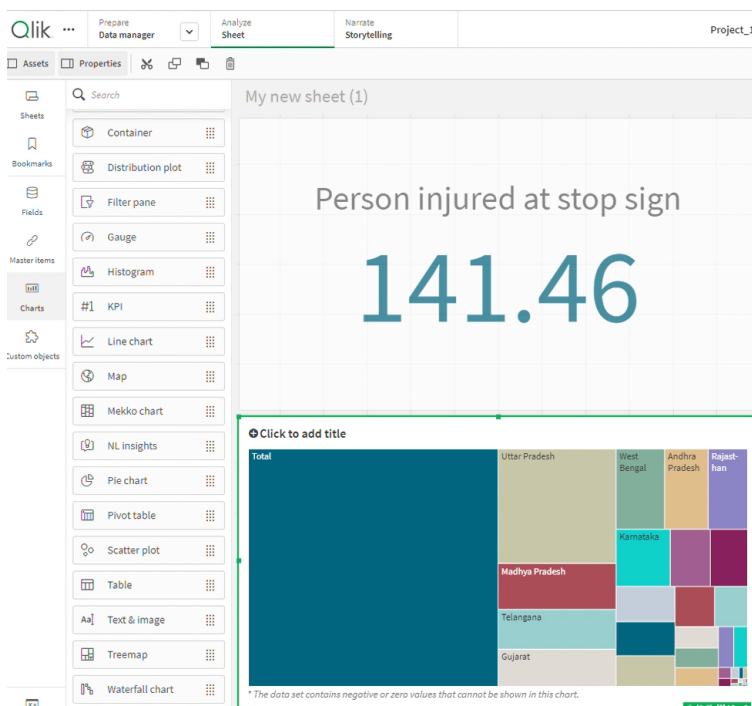 Qlik
Prepare
Data manager
Analyze
Sheet
Narrate
Storytelling
Project_1
Assets
Properties
Sheets
Bookmarks
Fields
Master items
Charts
Custom objects
Search
Container
Distribution plot
Filter pane
Gauge
Histogram
#1 KPI
Line chart
Map
Mekko chart
NL insights
Pie chart
Pivot table
Scatter plot
Table
Aa Text & image
Treemap
Waterfall chart
My new sheet (1)
Person injured at stop sign
141.46
Click to add title
Total
Uttar Pradesh
West
Bengal
Andhra
Pradesh
Rajast-
han
Karnataka
Madhya Pradesh
Telangana
Gujarat
* The data set contains negative or zero values that cannot be shown in this chart.